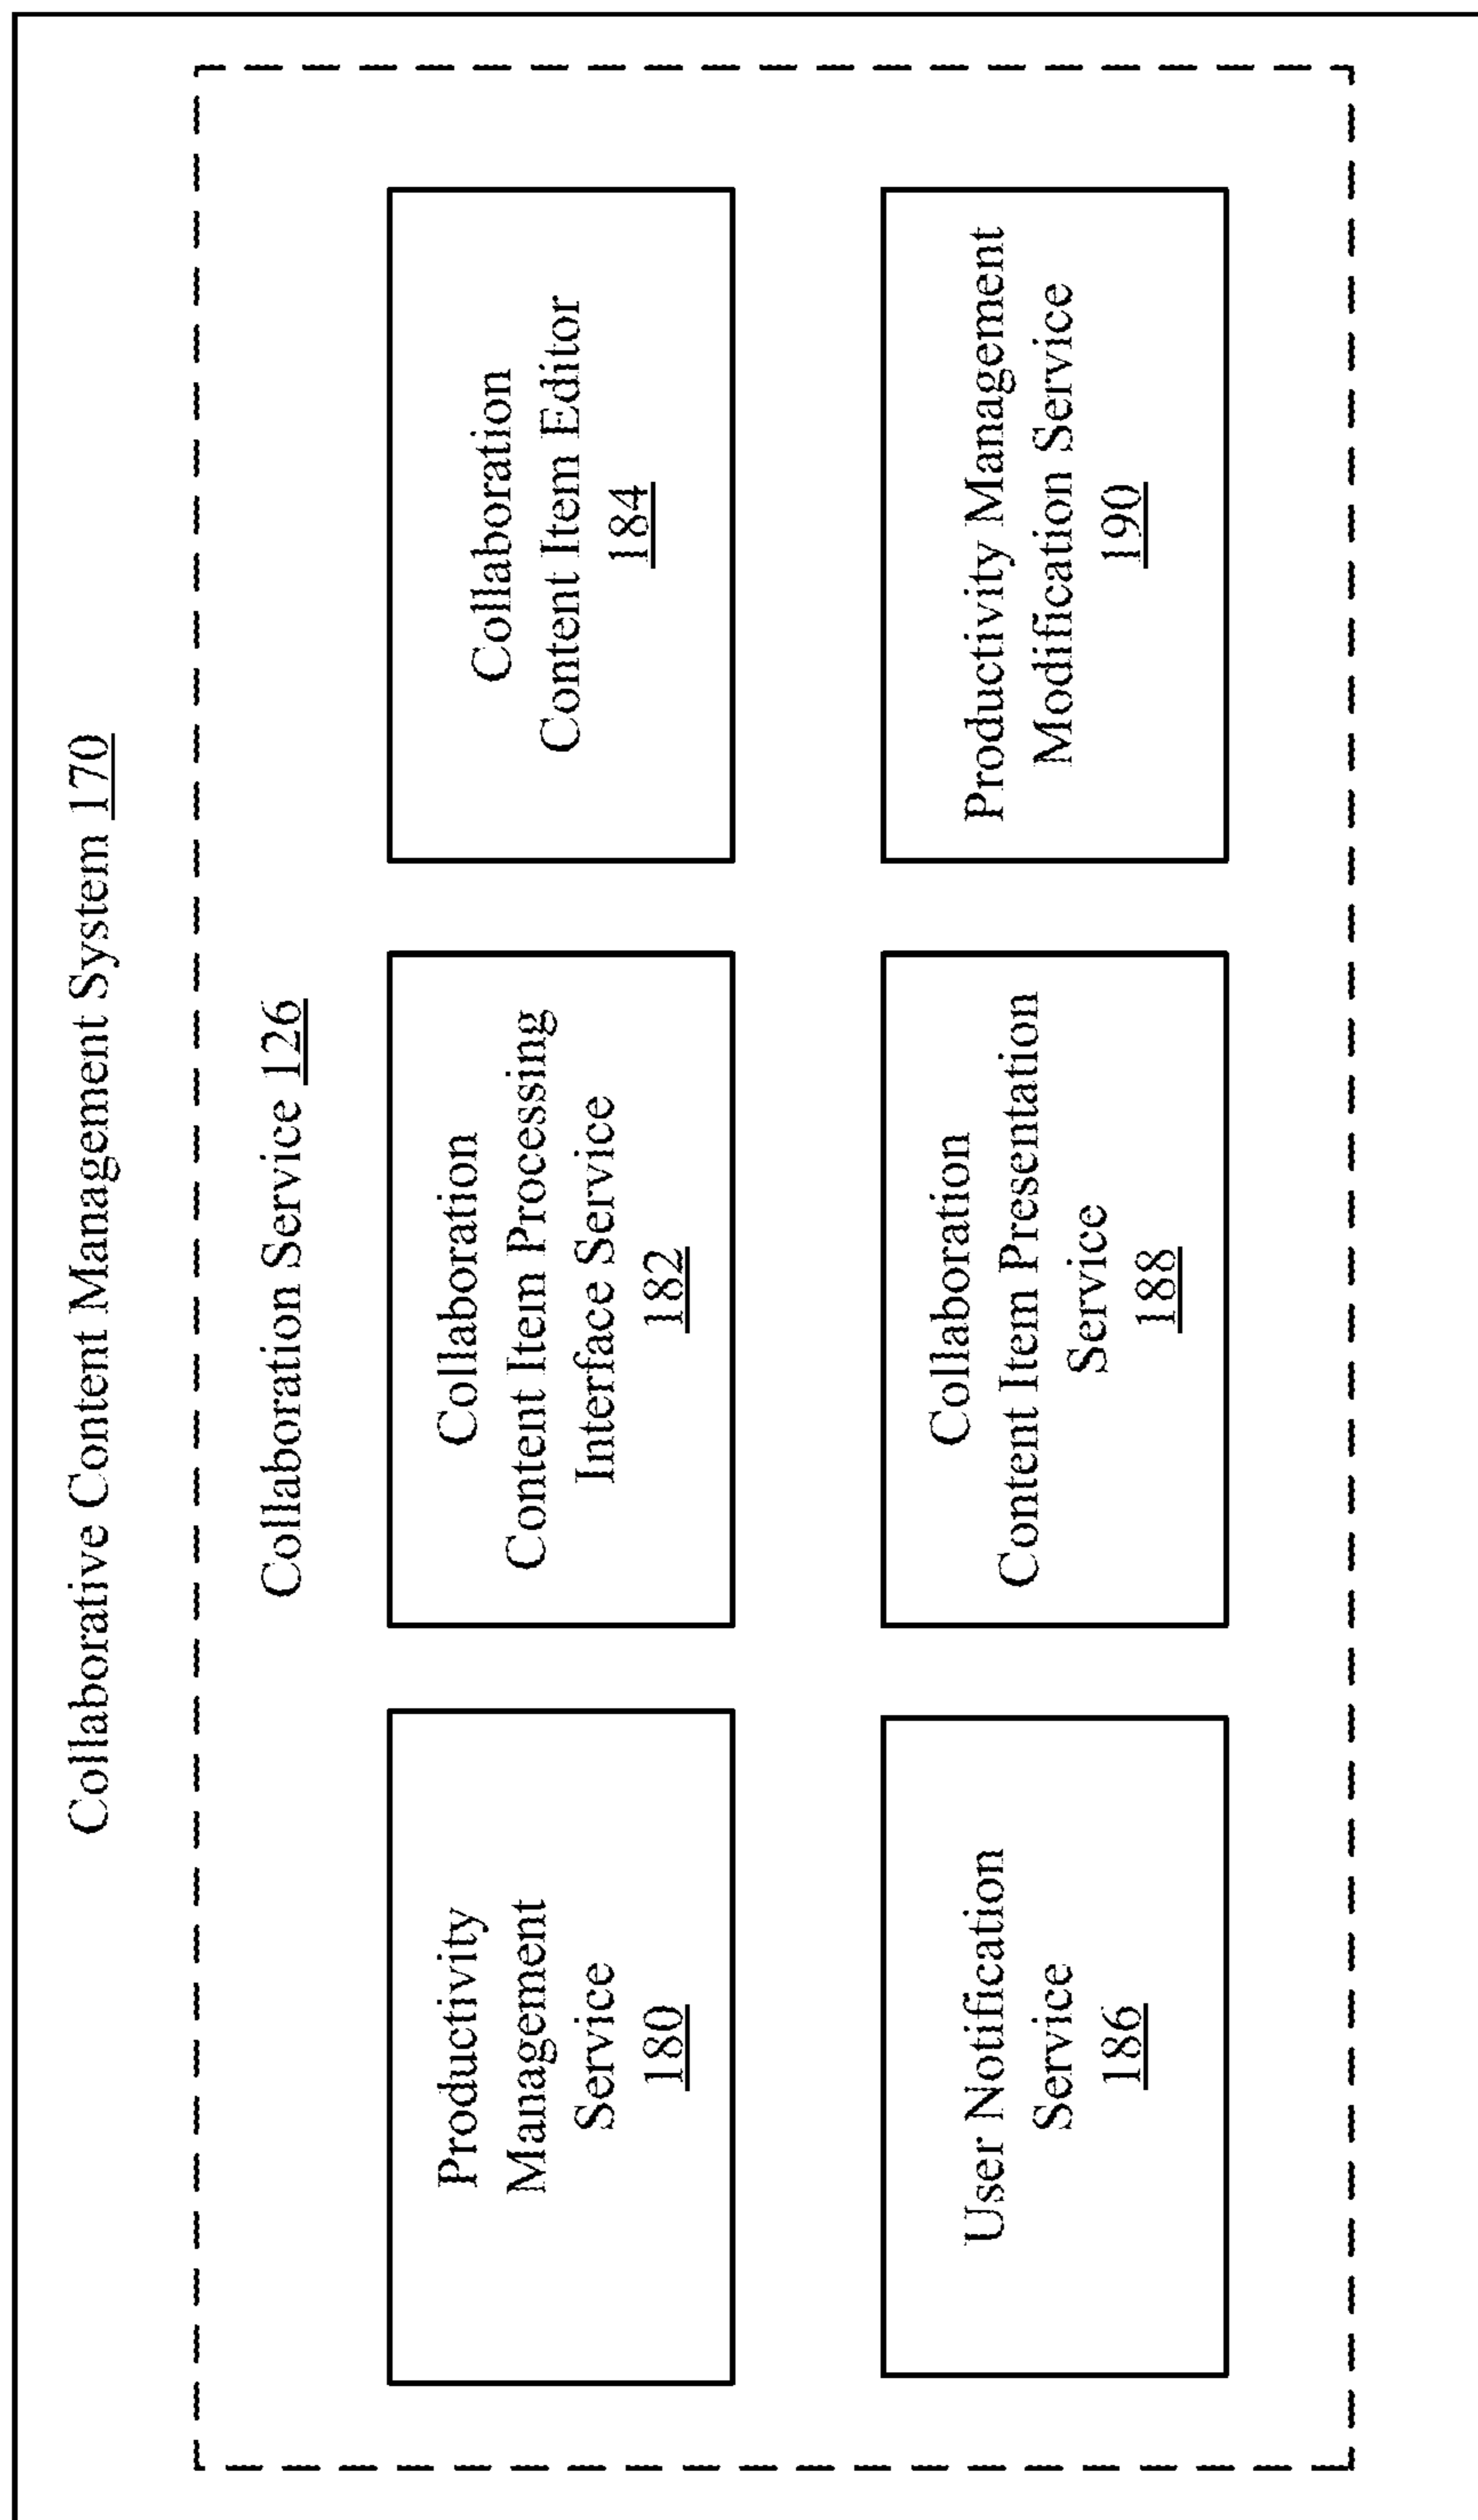 Collaborative Content Management System 170
Collaboration Service 126
Productivity
Management
Service
180
Collaboration
Content Item Processing
Interface Service
182
Collaboration
Content Item Editor
184
User Notification
Service
186
Collaboration
Content Item Presentation
Service
188
Productivity Management
Modification Service
190